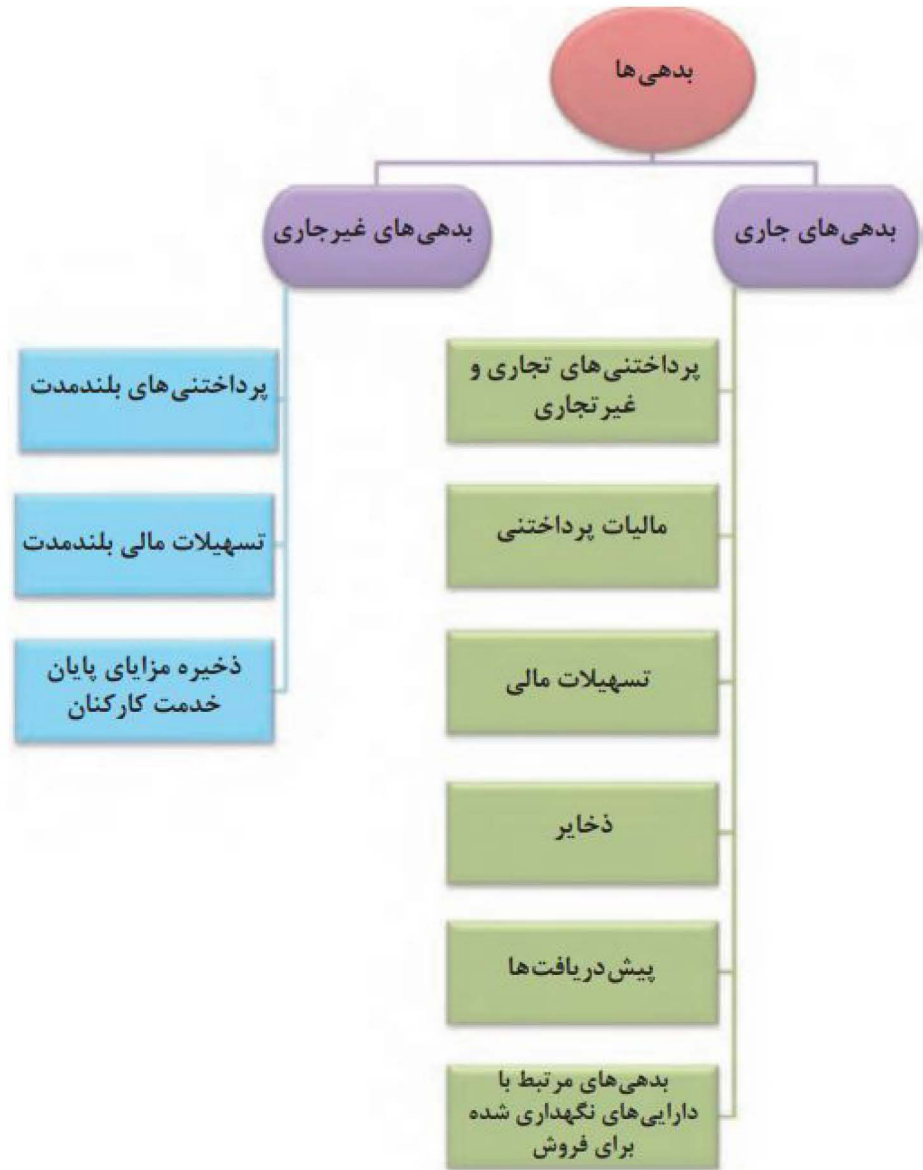 بدهی‌ها
بدهی‌های جاری
پرداختنی‌های تجاری و
غیرتجاری
مالیات پرداختنی
تسهیلات مالی
ذخایر
پیش‌دریافت‌ها
بدهی‌های مرتبط با
دارایی‌های نگهداری شده
برای فروش
بدهی‌های غیرجاری
پرداختنی‌های بلندمدت
تسهیلات مالی بلندمدت
ذخیره مزایای پایان
خدمت کارکنان